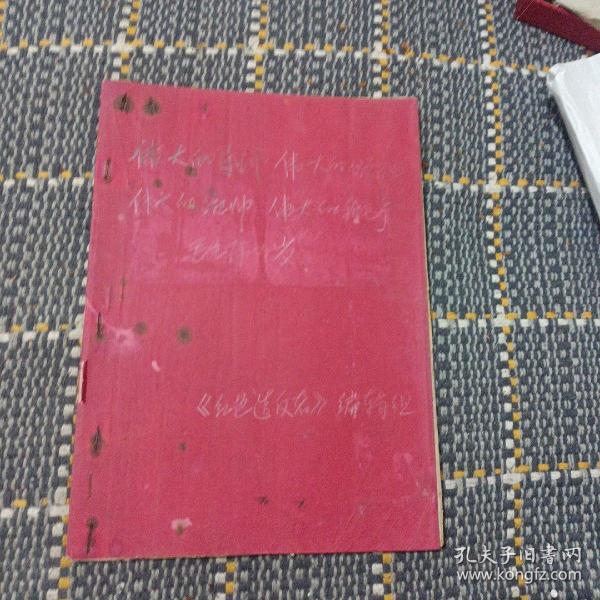 伟大的导师 伟大的领袖
伟大的统帅 伟大的舵手
毛主席万岁
《红色造反者》编辑组
孔夫子旧书网
www.kongfz.com